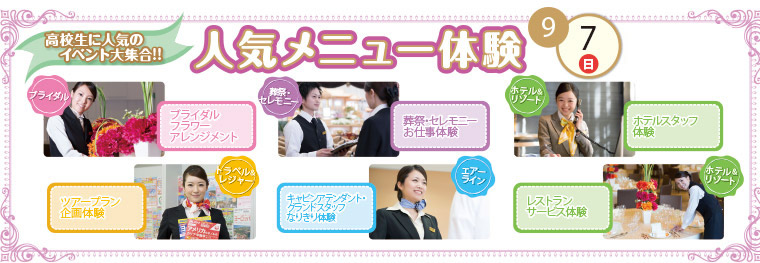 高校生に人気の
イベント大集合!!
人気メニュー体験
9
7
日
ブライダル
ブライダル
フラワー
アレンジメント
葬祭・
セレモニー
葬祭・セレモニー
お仕事体験
ホテル&
リゾート
ホテルスタッフ
体験
ツアープラン
企画体験
トラベル&
レジャー
キャビンアテンダント・
グランドスタッフ
なりきり体験
エアー
ライン
レストラン
サービス体験
ホテル&
リゾート